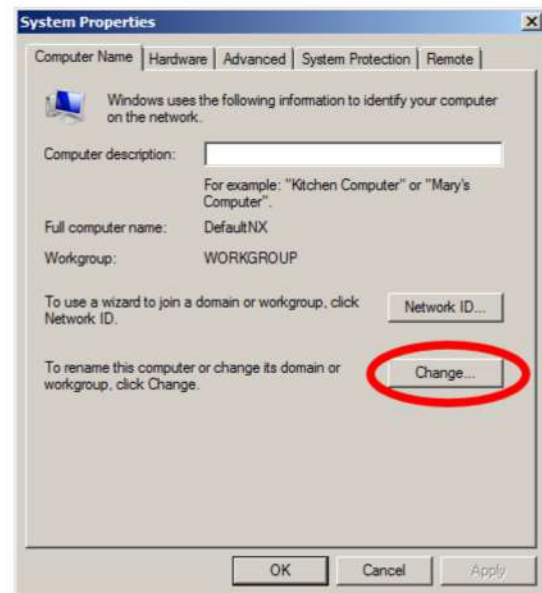 System Properties
Computer Name
Hardware
Advanced
System Protection
Remote
Windows uses the following information to identify your computer
on the network.
Computer description:
For example: "Kitchen Computer" or "Mary's
Computer".
Full computer name:
DefaultNX
Workgroup:
WORKGROUP
To use a wizard to join a domain or workgroup, click
Network ID.
Network ID...
To rename this computer or change its domain or
workgroup, click Change.
Change...
OK
Cancel
Apply